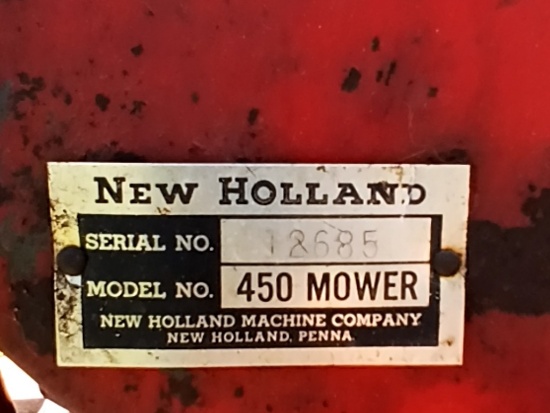 NEW HOLLAND
SERIAL NO. 12685
MODEL NO. 450 MOWER
NEW HOLLAND MACHINE COMPANY
NEW HOLLAND, PENNA.